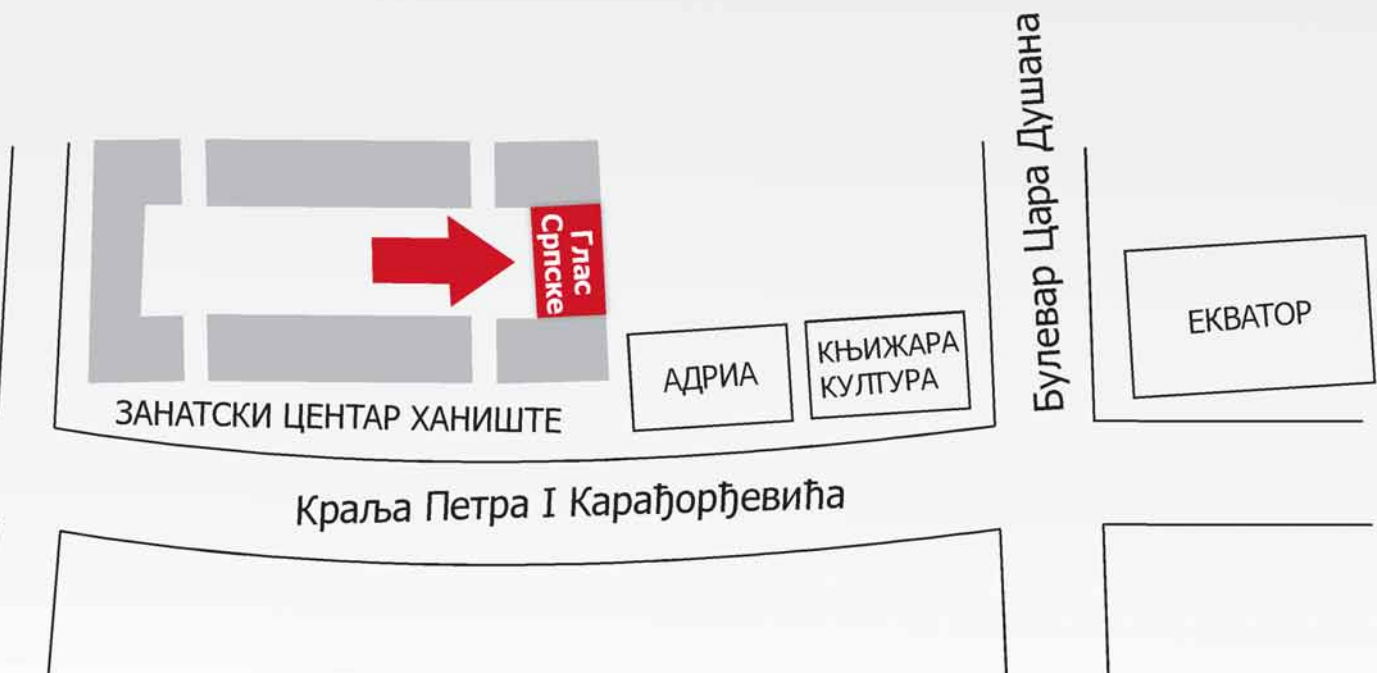 Булевар Цара Душана
Глас
Српске
ЕКВАТОР
КЊИЖАРА
КУЛТУРА
АДРИА
ЗАНАТСКИ ЦЕНТАР ХАНИШТЕ
Краља Петра I Карађорђевића